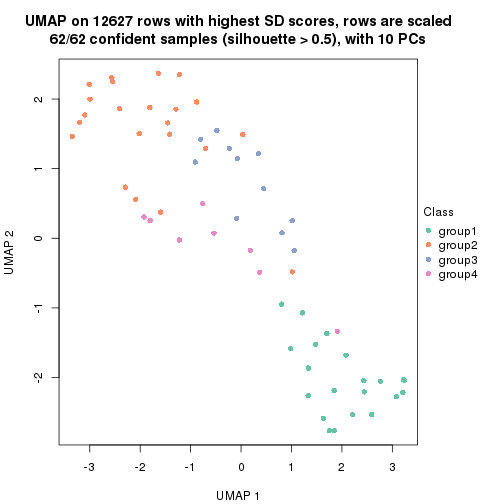 UMAP on 12627 rows with highest SD scores, rows are scaled
62/62 confident samples (silhouette > 0.5), with 10 PCs
2
1
0
-1
-2
UMAP 2
-3 -2 -1 0 1 2 3
UMAP 1
Class
group1
group2
group3
group4